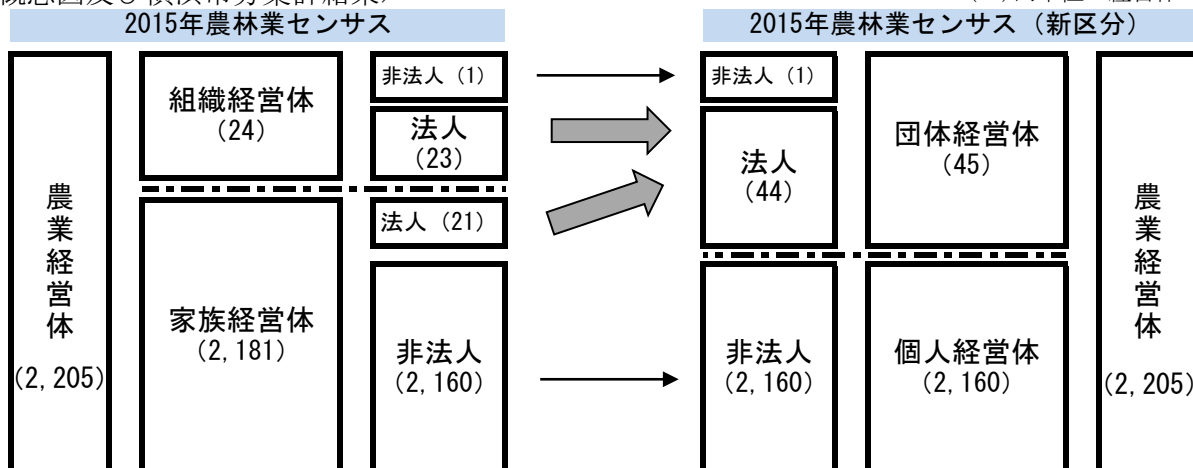 2015年農林業センサス
2015年農林業センサス（新区分）
農業経営体
(2,205)
組織経営体
(24)
家族経営体
(2,181)
非法人（1）
法人
(23)
法人（21）
非法人
(2,160)
非法人（1）
法人
(44)
非法人
(2,160)
団体経営体
(45)
個人経営体
(2,160)
農業経営体
(2,205)